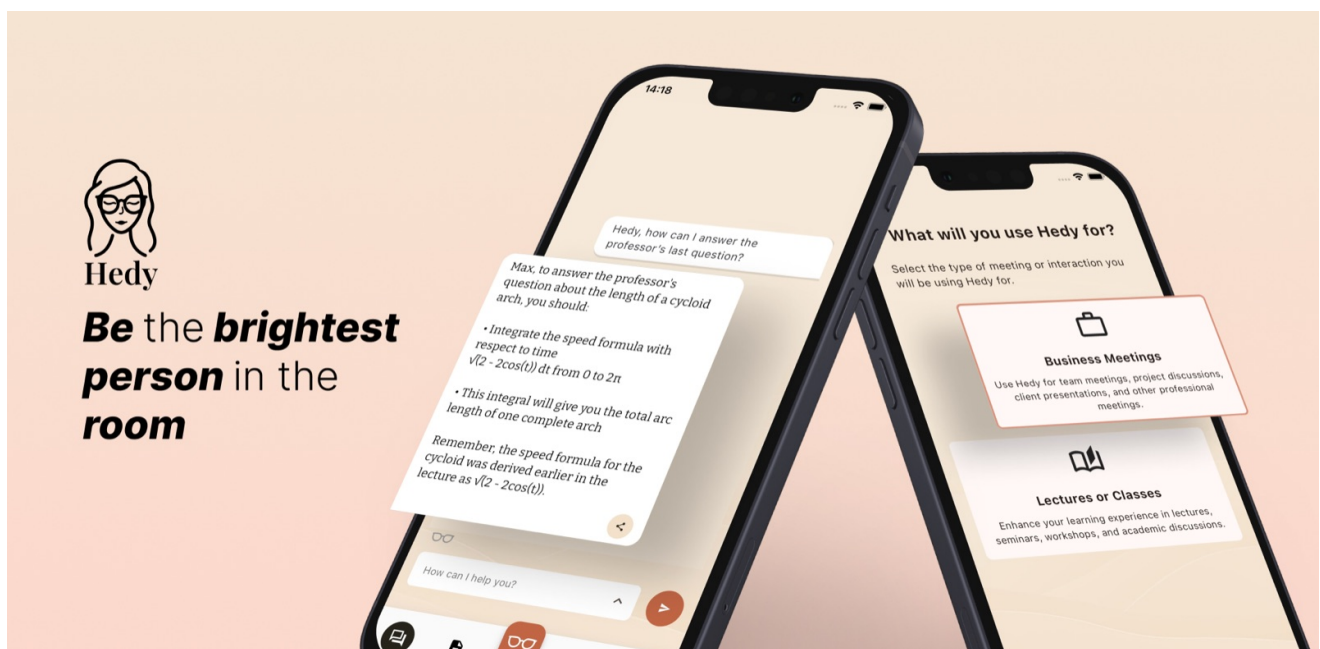 Hedy
Be the brightest
person in the
room
14:18
Hedy, how can I answer the
professor's last question?
Max, to answer the professor's
question about the length of a cycloid
arch, you should:
• Integrate the speed formula with
respect to time
√(2 - 2cos(t)) dt from 0 to 2π
• This integral will give you the total arc
length of one complete arch
Remember, the speed formula for the
cycloid was derived earlier in the
lecture as √(2 - 2cos(t)).
How can I help you?
What will you use Hedy for?
Select the type of meeting or interaction you
will be using Hedy for.
Business Meetings
Use Hedy for team meetings, project discussions,
client presentations, and other professional
meetings.
Lectures or Classes
Enhance your learning experience in lectures,
seminars, workshops, and academic discussions.